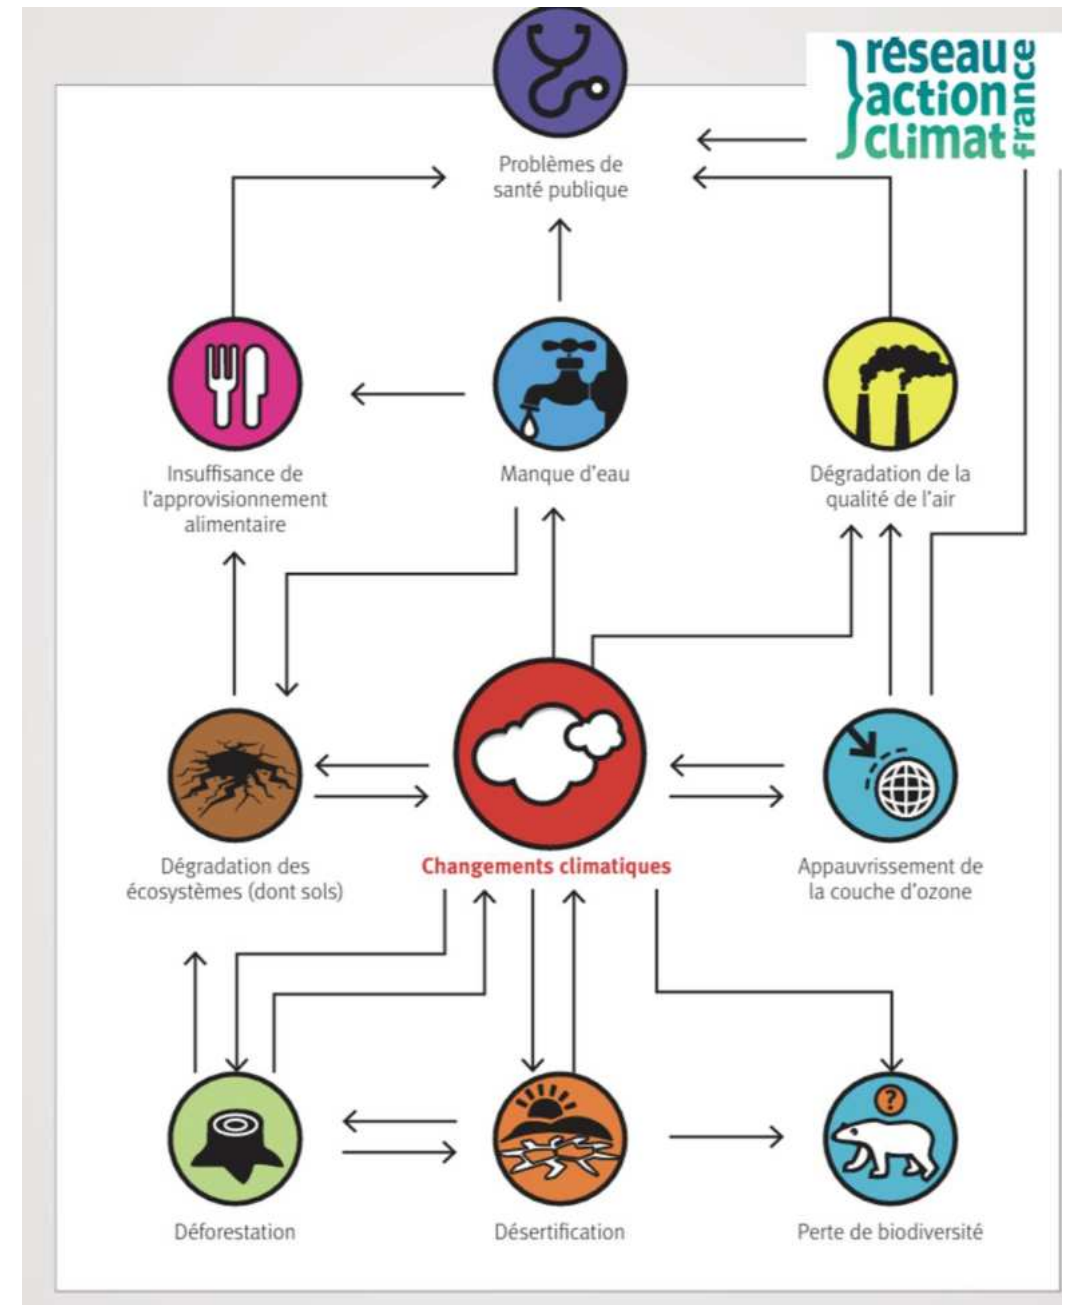 réseau
action
climat
france
Problèmes de
santé publique
Insuffisance de
l'approvisionnement
alimentaire
Manque d'eau
Dégradation de la
qualité de l'air
Dégradation des
écosystèmes (dont sols)
Changements climatiques
Appauvrissement de
la couche d'ozone
?
Déforestation
Désertification
Perte de biodiversité